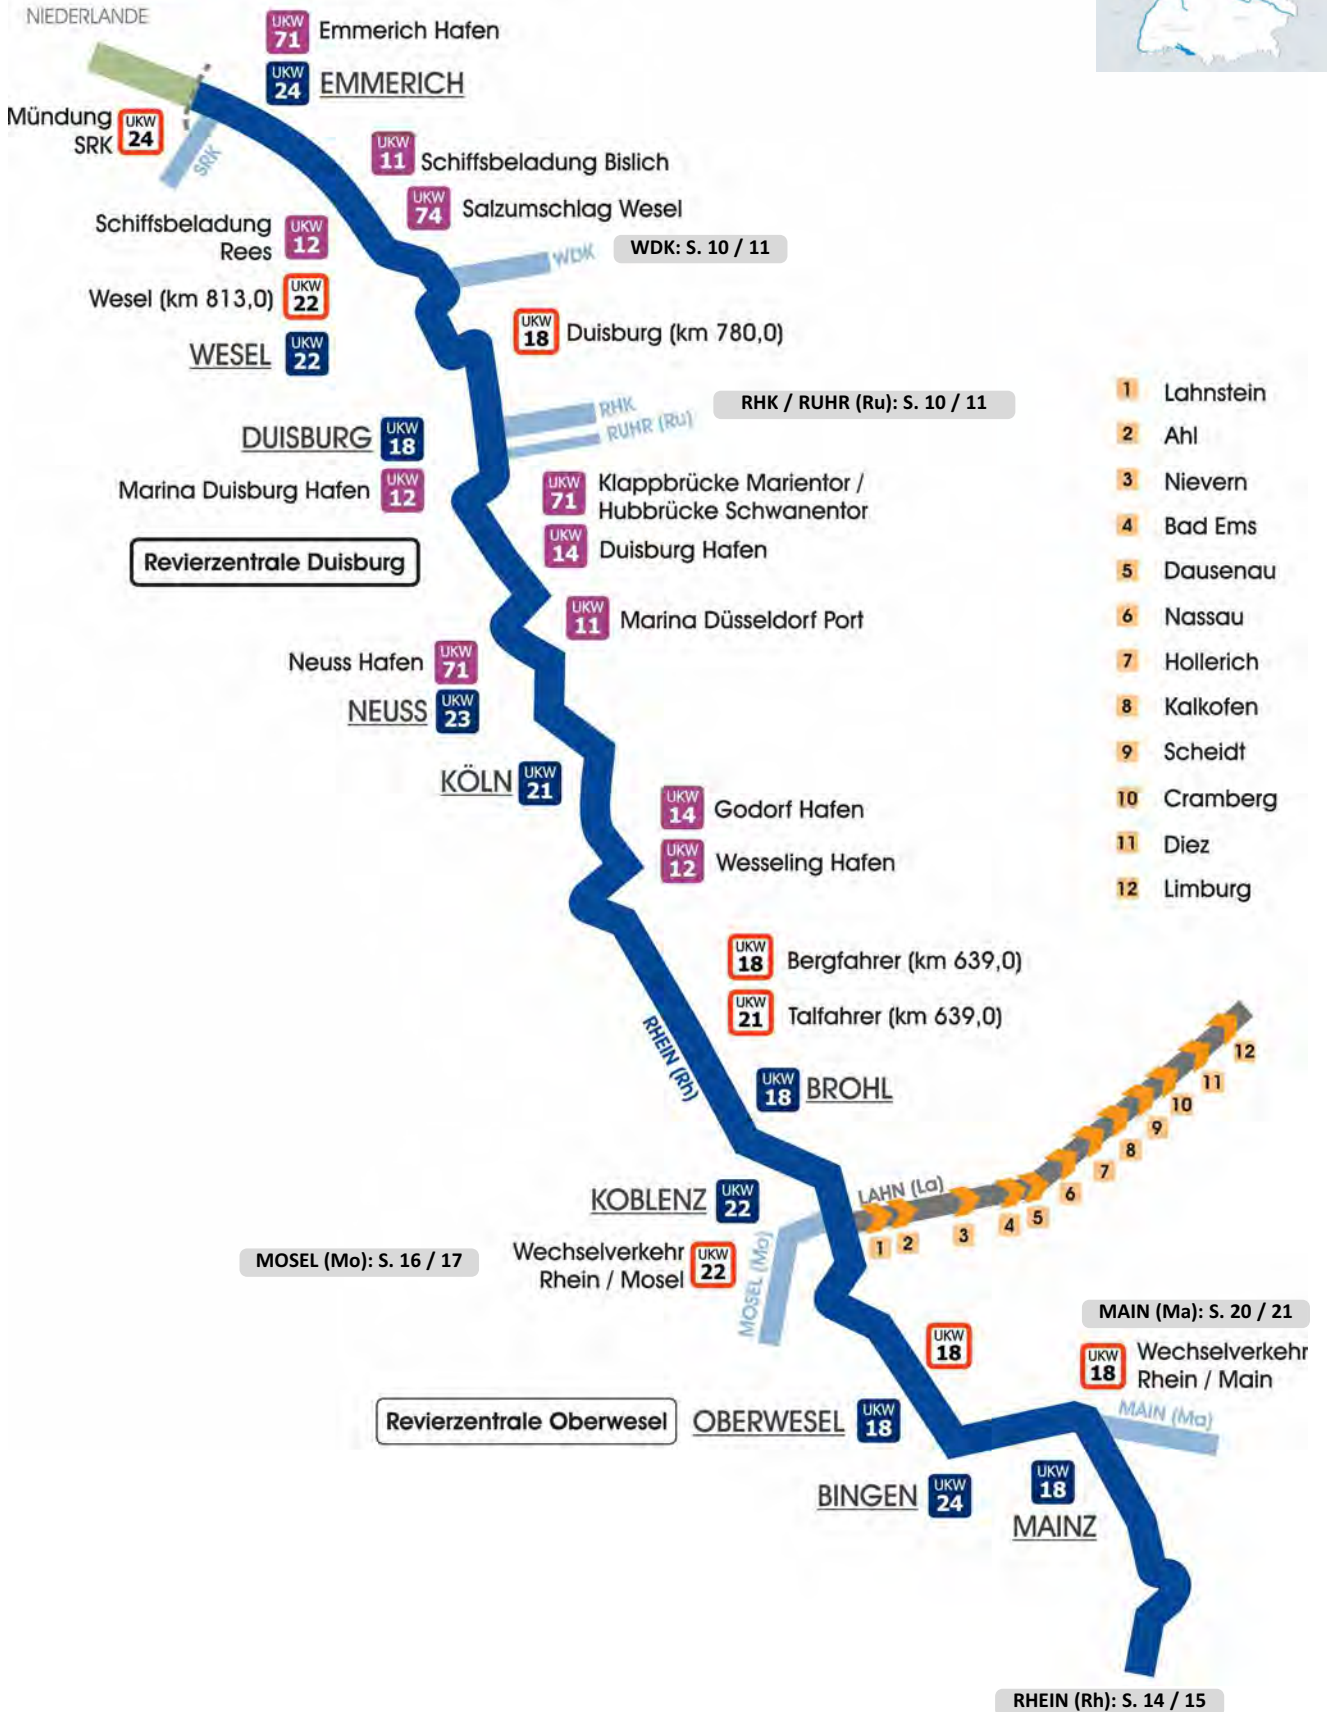 NIEDERLANDE
UKW
71
Emmerich Hafen
UKW
24
EMMERICH
Mündung
SRK
UKW
24
SRK
UKW
11
Schiffsbeladung Bislich
UKW
74
Salzumschlag Wesel
Schiffsbeladung
Rees
UKW
12
WDK
WDK: S. 10 / 11
Wesel (km 813,0)
UKW
22
UKW
18
Duisburg (km 780,0)
WESEL
UKW
22
RHK
RUHR (Ru)
RHK / RUHR (Ru): S. 10 / 11
DUISBURG
UKW
18
Marina Duisburg Hafen
UKW
12
UKW
71
Klappbrücke Marientor /
Hubbrücke Schwanentor
UKW
14
Duisburg Hafen
Revierzentrale Duisburg
UKW
11
Marina Düsseldorf Port
Neuss Hafen
UKW
71
NEUSS
UKW
23
KÖLN
UKW
21
UKW
14
Godorf Hafen
UKW
12
Wesseling Hafen
1 Lahnstein
2 Ahl
3 Nievern
4 Bad Ems
5 Dausenau
6 Nassau
7 Hollerich
8 Kalkofen
9 Scheidt
10 Cramberg
11 Diez
12 Limburg
UKW
18
Bergfahrer (km 639,0)
UKW
21
Talfahrer (km 639,0)
RHEIN (Rh)
UKW
18
BROHL
LAHN (La)
1
2
3
4
5
6
7
8
9
10
11
12
KOBLENZ
UKW
22
MOSEL (Mo): S. 16 / 17
Wechselverkehr
Rhein / Mosel
UKW
22
MOSEL (Mo)
UKW
18
MAIN (Ma): S. 20 / 21
UKW
18
Wechselverkehr
Rhein / Main
MAIN (Ma)
Revierzentrale Oberwesel
OBERWESEL
UKW
18
BINGEN
UKW
24
UKW
18
MAINZ
RHEIN (Rh): S. 14 / 15